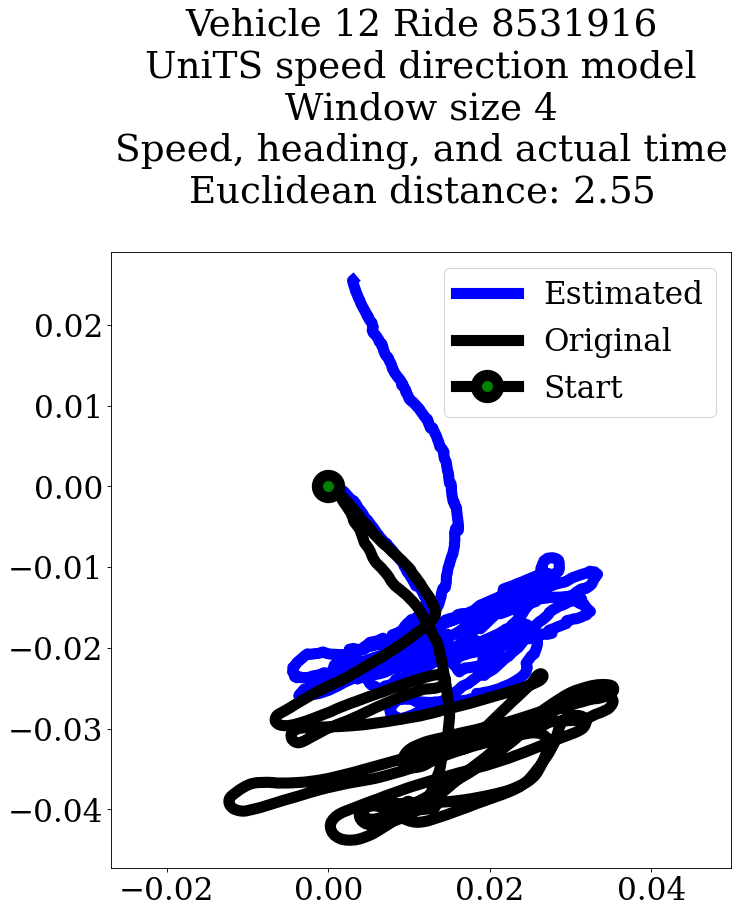 Vehicle 12 Ride 8531916
UniTS speed direction model
Window size 4
Speed, heading, and actual time
Euclidean distance: 2.55
Estimated
Original
Start
0.02
0.01
0.00
−0.01
−0.02
−0.03
−0.04
−0.02
0.00
0.02
0.04